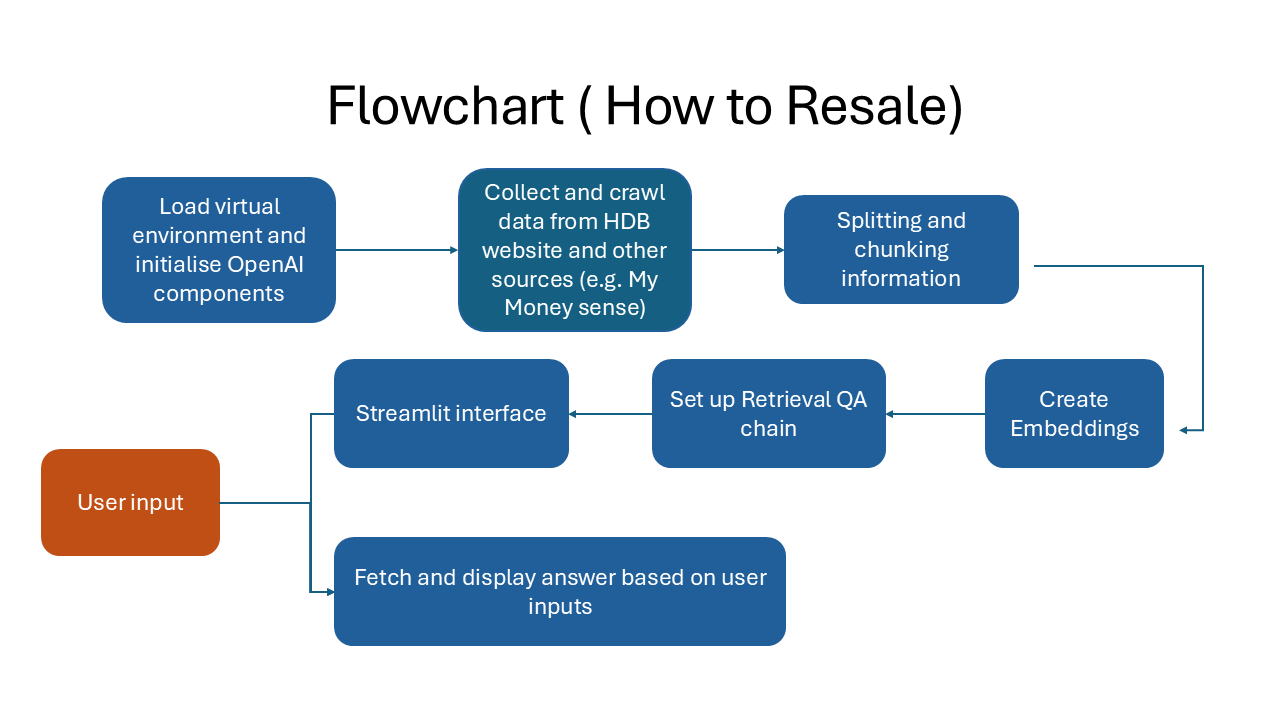 Flowchart ( How to Resale)
Load virtual
environment and
initialise OpenAI
components
Collect and crawl
data from HDB
website and other
sources (e.g. My
Money sense)
Splitting and
chunking
information
Create
Embeddings
Set up Retrieval QA
chain
Streamlit interface
User input
Fetch and display answer based on user
inputs